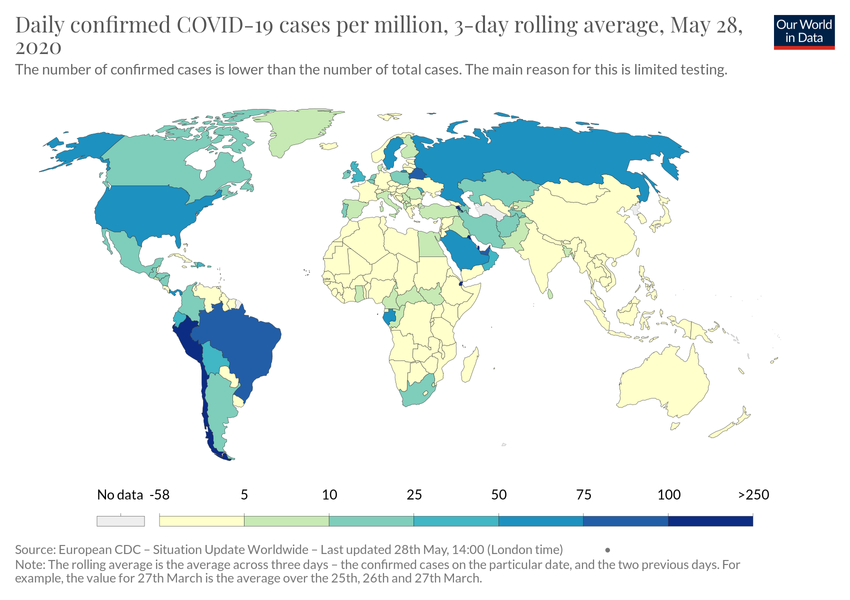 Daily confirmed COVID-19 cases per million, 3-day rolling average, May 28,
2020
Our World
in Data
The number of confirmed cases is lower than the number of total cases. The main reason for this is limited testing.
No data -58 5 10 25 50 75 100 >250
Source: European CDC – Situation Update Worldwide – Last updated 28th May, 14:00 (London time)
Note: The rolling average is the average across three days – the confirmed cases on the particular date, and the two previous days. For
example, the value for 27th March is the average over the 25th, 26th and 27th March.